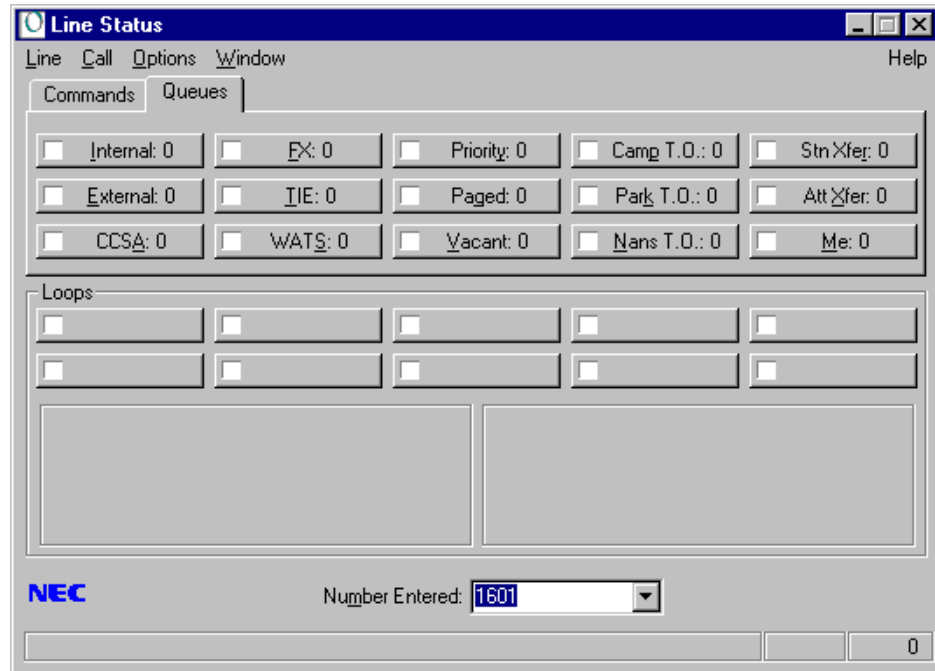 Line Status
Line Call Options Window Help
Commands Queues
Internal: 0 FX: 0 Priority: 0 Camp T.O.: 0 Stn Xfer: 0
External: 0 TIE: 0 Paged: 0 Park T.O.: 0 Att Xfer: 0
CCSA: 0 WATS: 0 Vacant: 0 Nans T.O.: 0 Me: 0
Loops
NEC Number Entered: 1601
0